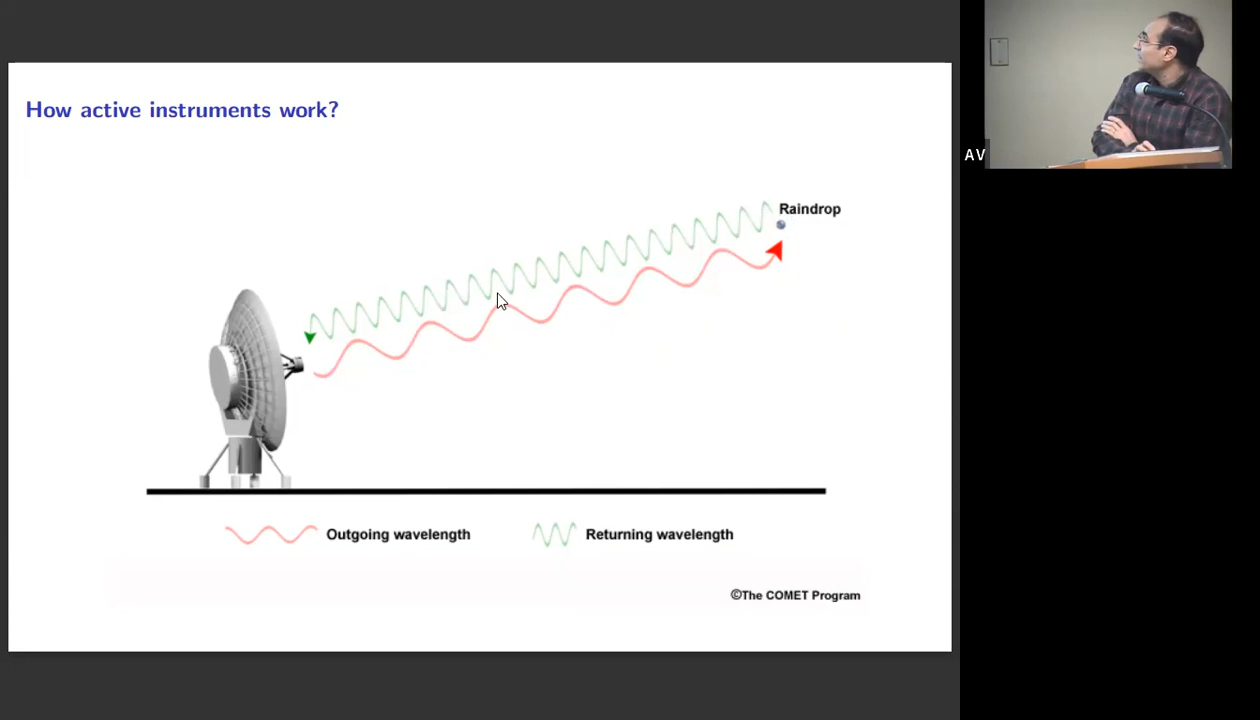 How active instruments work?
Raindrop
Outgoing wavelength
Returning wavelength
©The COMET Program
AV